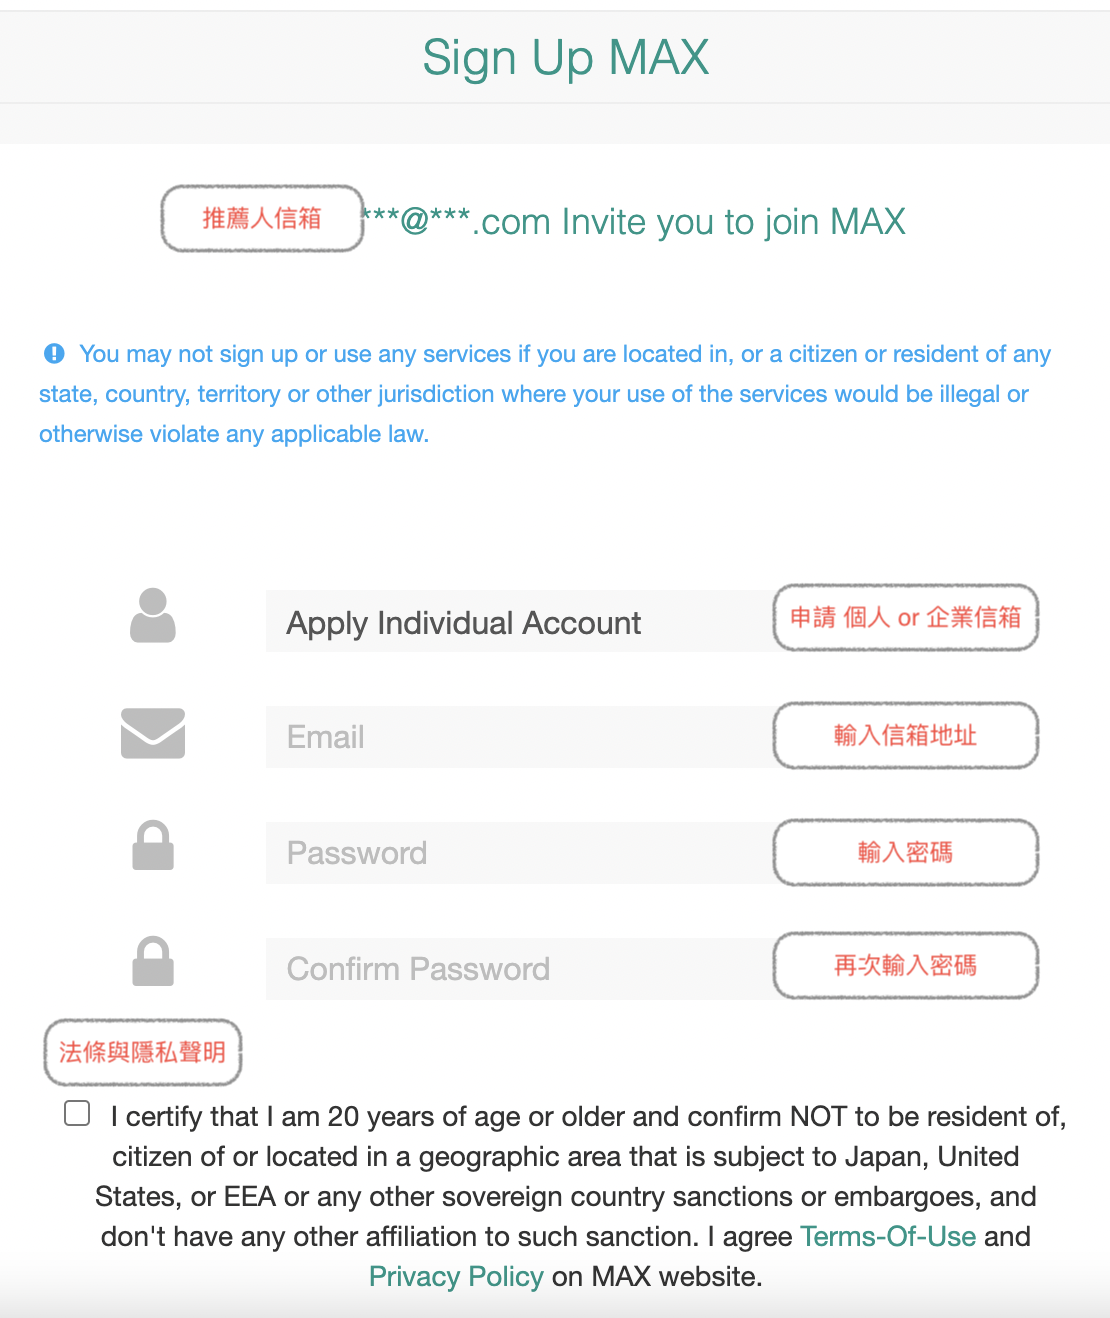 Sign Up MAX
推薦人信箱 ***@***.com Invite you to join MAX
You may not sign up or use any services if you are located in, or a citizen or resident of any
state, country, territory or other jurisdiction where your use of the services would be illegal or
otherwise violate any applicable law.
Apply Individual Account 申請 個人 or 企業信箱
Email 輸入信箱地址
Password 輸入密碼
Confirm Password 再次輸入密碼
法條與隱私聲明
I certify that I am 20 years of age or older and confirm NOT to be resident of,
citizen of or located in a geographic area that is subject to Japan, United
States, or EEA or any other sovereign country sanctions or embargoes, and
don't have any other affiliation to such sanction. I agree Terms-Of-Use and
Privacy Policy on MAX website.